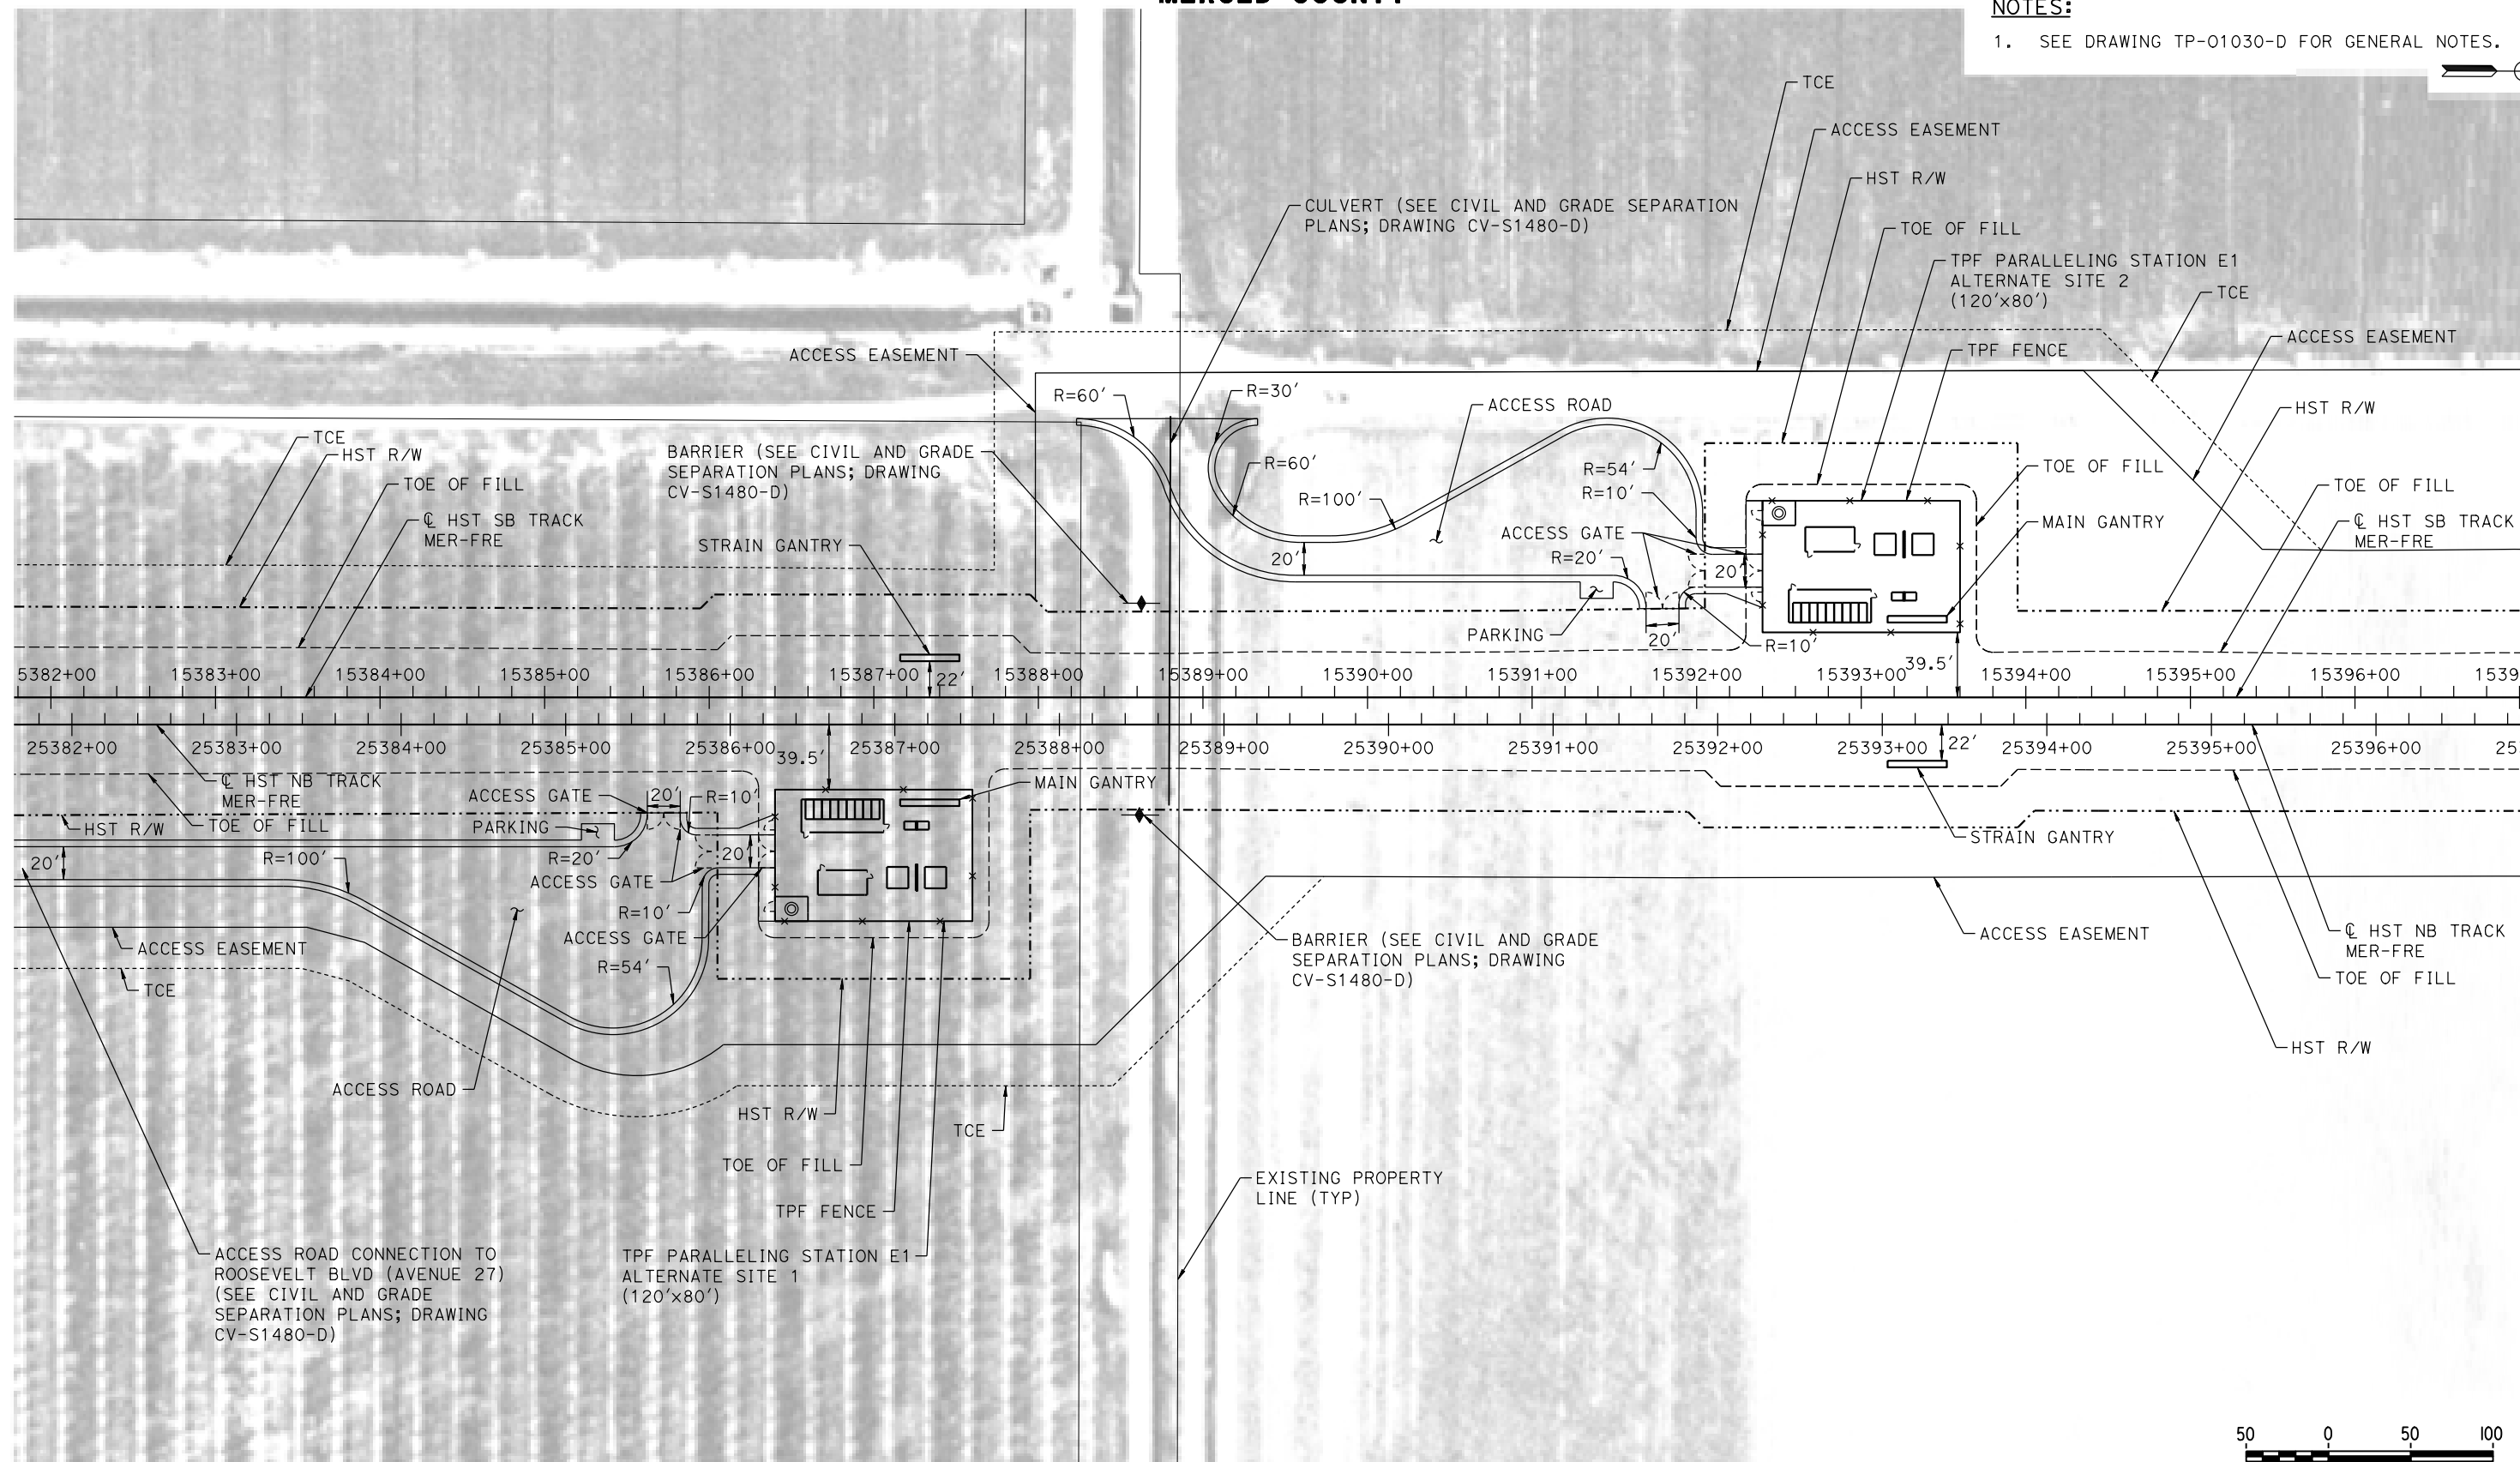 MERCED COUNTY
NOTES:
1. SEE DRAWING TP-O1030-D FOR GENERAL NOTES.
TCE
ACCESS EASEMENT
HST R/W
CULVERT (SEE CIVIL AND GRADE SEPARATION
PLANS; DRAWING CV-S1480-D)
TOE OF FILL
TPF PARALLELING STATION E1
ALTERNATE SITE 2
(120'x80')
TCE
ACCESS EASEMENT
TPF FENCE
ACCESS EASEMENT
R=60'
R=30'
ACCESS ROAD
HST R/W
TCE
HST R/W
BARRIER (SEE CIVIL AND GRADE
SEPARATION PLANS; DRAWING
CV-S1480-D)
R=60'
R=54'
TOE OF FILL
TOE OF FILL
R=100'
R=10'
TOE OF FILL
℄ HST SB TRACK
MER-FRE
MAIN GANTRY
℄ HST SB TRACK
MER-FRE
ACCESS GATE
STRAIN GANTRY
20'
R=20'
20'
PARKING
20'
R=10'
39.5'
5382+00
15383+00
15384+00
15385+00
15386+00
15387+00
22'
15388+00
15389+00
15390+00
15391+00
15392+00
15393+00
15394+00
15395+00
15396+00
1539
25382+00
25383+00
25384+00
25385+00
25386+00
39.5'
25387+00
25388+00
25389+00
25390+00
25391+00
25392+00
25393+00
22'
25394+00
25395+00
25396+00
25
℄ HST NB TRACK
MER-FRE
ACCESS GATE
20'
R=10'
MAIN GANTRY
HST R/W
TOE OF FILL
PARKING
STRAIN GANTRY
20'
R=100'
R=20'
20'
ACCESS GATE
R=10'
ACCESS GATE
ACCESS EASEMENT
R=54'
TCE
BARRIER (SEE CIVIL AND GRADE
SEPARATION PLANS; DRAWING
CV-S1480-D)
ACCESS EASEMENT
℄ HST NB TRACK
MER-FRE
TOE OF FILL
HST R/W
ACCESS ROAD
HST R/W
TCE
TOE OF FILL
EXISTING PROPERTY
LINE (TYP)
TPF FENCE
ACCESS ROAD CONNECTION TO
ROOSEVELT BLVD (AVENUE 27)
(SEE CIVIL AND GRADE
SEPARATION PLANS; DRAWING
CV-S1480-D)
TPF PARALLELING STATION E1
ALTERNATE SITE 1
(120'x80')
50 0 50 100